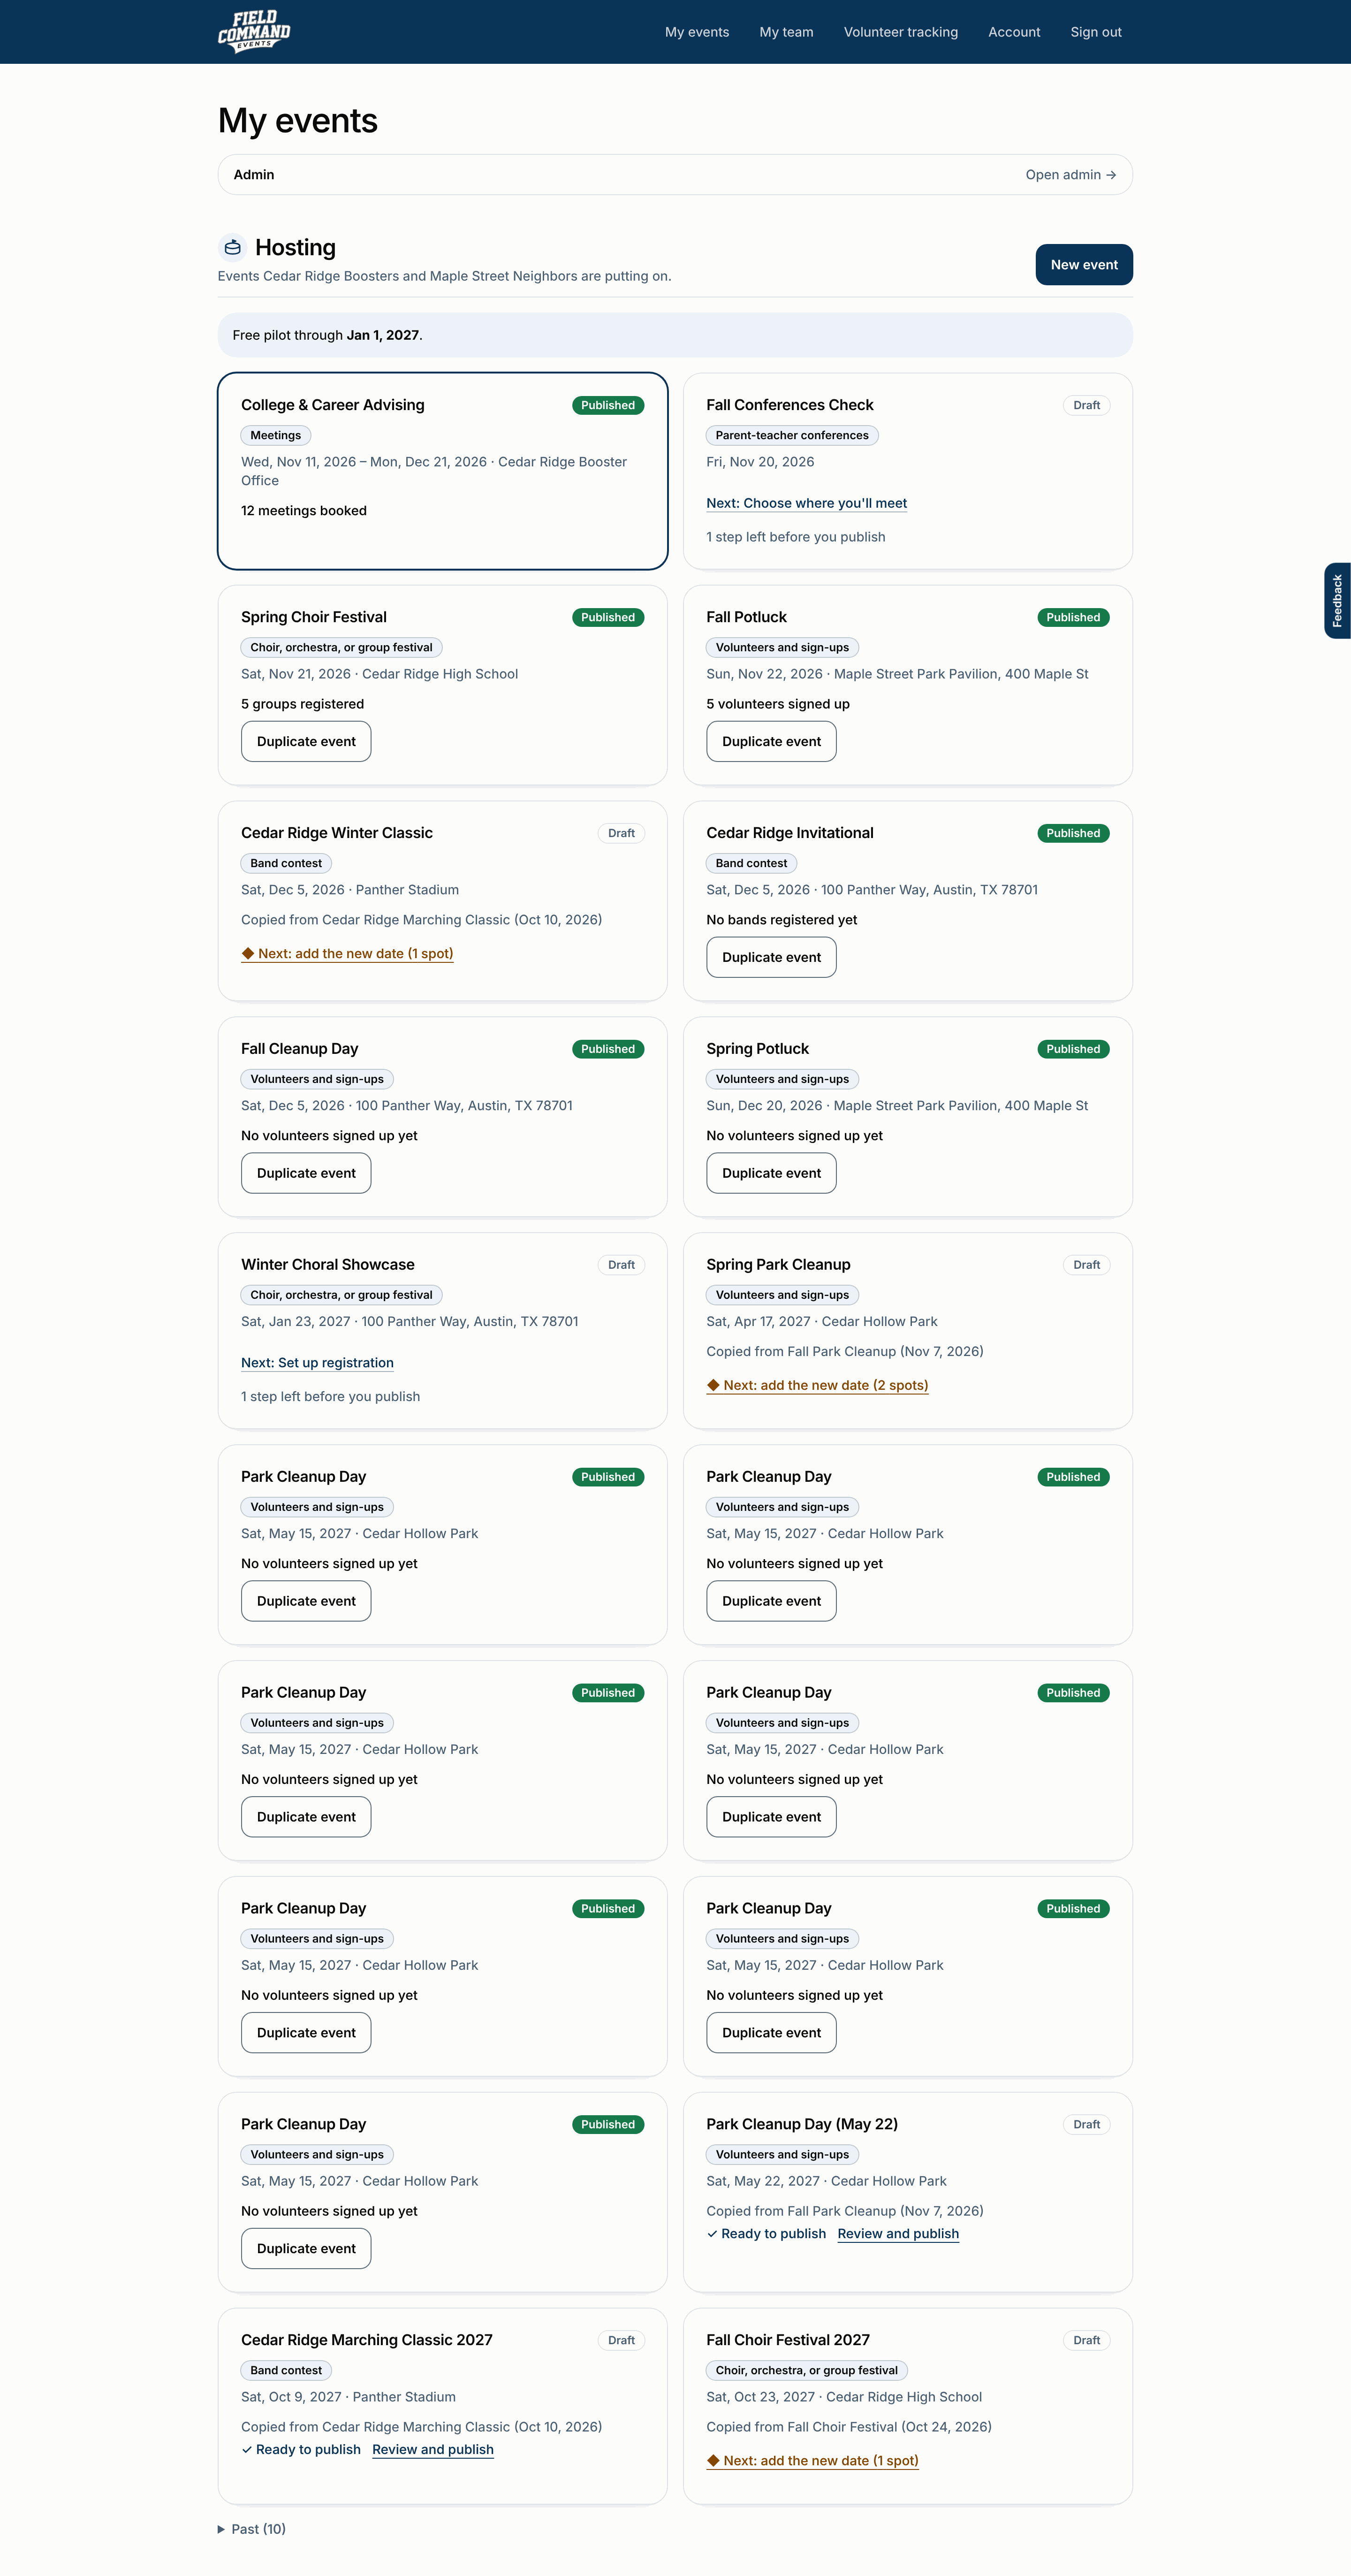 FIELD
COMMAND
EVENTS
My events
My team
Volunteer tracking
Account
Sign out
My events
Admin
Open admin →
Hosting
Events Cedar Ridge Boosters and Maple Street Neighbors are putting on.
New event
Free pilot through Jan 1, 2027.
College & Career Advising
Published
Meetings
Wed, Nov 11, 2026 – Mon, Dec 21, 2026 · Cedar Ridge Booster
Office
12 meetings booked
Fall Conferences Check
Draft
Parent-teacher conferences
Fri, Nov 20, 2026
Next: Choose where you'll meet
1 step left before you publish
Feedback
Spring Choir Festival
Published
Choir, orchestra, or group festival
Sat, Nov 21, 2026 · Cedar Ridge High School
5 groups registered
Duplicate event
Fall Potluck
Published
Volunteers and sign-ups
Sun, Nov 22, 2026 · Maple Street Park Pavilion, 400 Maple St
5 volunteers signed up
Duplicate event
Cedar Ridge Winter Classic
Draft
Band contest
Sat, Dec 5, 2026 · Panther Stadium
Copied from Cedar Ridge Marching Classic (Oct 10, 2026)
◆ Next: add the new date (1 spot)
Cedar Ridge Invitational
Published
Band contest
Sat, Dec 5, 2026 · 100 Panther Way, Austin, TX 78701
No bands registered yet
Duplicate event
Fall Cleanup Day
Published
Volunteers and sign-ups
Sat, Dec 5, 2026 · 100 Panther Way, Austin, TX 78701
No volunteers signed up yet
Duplicate event
Spring Potluck
Published
Volunteers and sign-ups
Sun, Dec 20, 2026 · Maple Street Park Pavilion, 400 Maple St
No volunteers signed up yet
Duplicate event
Winter Choral Showcase
Draft
Choir, orchestra, or group festival
Sat, Jan 23, 2027 · 100 Panther Way, Austin, TX 78701
Next: Set up registration
1 step left before you publish
Spring Park Cleanup
Draft
Volunteers and sign-ups
Sat, Apr 17, 2027 · Cedar Hollow Park
Copied from Fall Park Cleanup (Nov 7, 2026)
◆ Next: add the new date (2 spots)
Park Cleanup Day
Published
Volunteers and sign-ups
Sat, May 15, 2027 · Cedar Hollow Park
No volunteers signed up yet
Duplicate event
Park Cleanup Day
Published
Volunteers and sign-ups
Sat, May 15, 2027 · Cedar Hollow Park
No volunteers signed up yet
Duplicate event
Park Cleanup Day
Published
Volunteers and sign-ups
Sat, May 15, 2027 · Cedar Hollow Park
No volunteers signed up yet
Duplicate event
Park Cleanup Day
Published
Volunteers and sign-ups
Sat, May 15, 2027 · Cedar Hollow Park
No volunteers signed up yet
Duplicate event
Park Cleanup Day
Published
Volunteers and sign-ups
Sat, May 15, 2027 · Cedar Hollow Park
No volunteers signed up yet
Duplicate event
Park Cleanup Day
Published
Volunteers and sign-ups
Sat, May 15, 2027 · Cedar Hollow Park
No volunteers signed up yet
Duplicate event
Park Cleanup Day
Published
Volunteers and sign-ups
Sat, May 15, 2027 · Cedar Hollow Park
No volunteers signed up yet
Duplicate event
Park Cleanup Day (May 22)
Draft
Volunteers and sign-ups
Sat, May 22, 2027 · Cedar Hollow Park
Copied from Fall Park Cleanup (Nov 7, 2026)
✓ Ready to publish Review and publish
Cedar Ridge Marching Classic 2027
Draft
Band contest
Sat, Oct 9, 2027 · Panther Stadium
Copied from Cedar Ridge Marching Classic (Oct 10, 2026)
✓ Ready to publish Review and publish
Fall Choir Festival 2027
Draft
Choir, orchestra, or group festival
Sat, Oct 23, 2027 · Cedar Ridge High School
Copied from Fall Choir Festival (Oct 24, 2026)
◆ Next: add the new date (1 spot)
▶ Past (10)